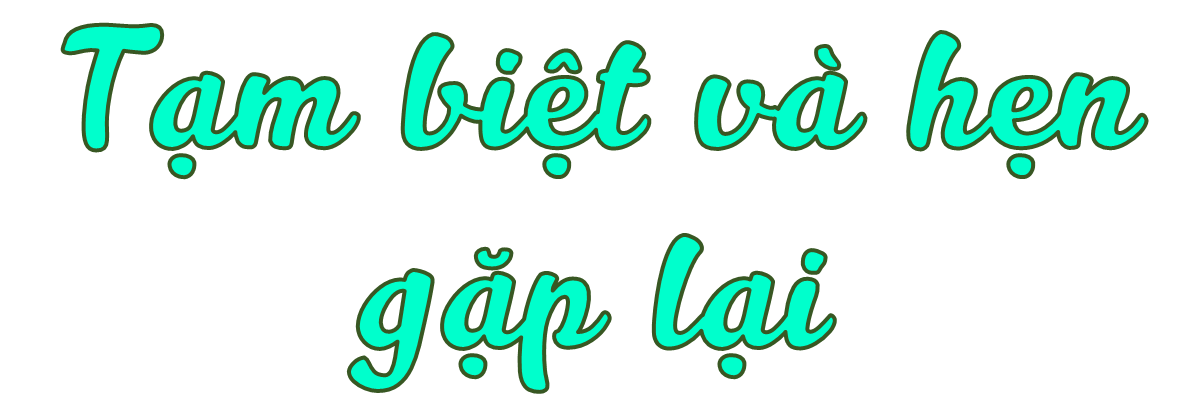 Tạm biệt và hẹn
gặp lại